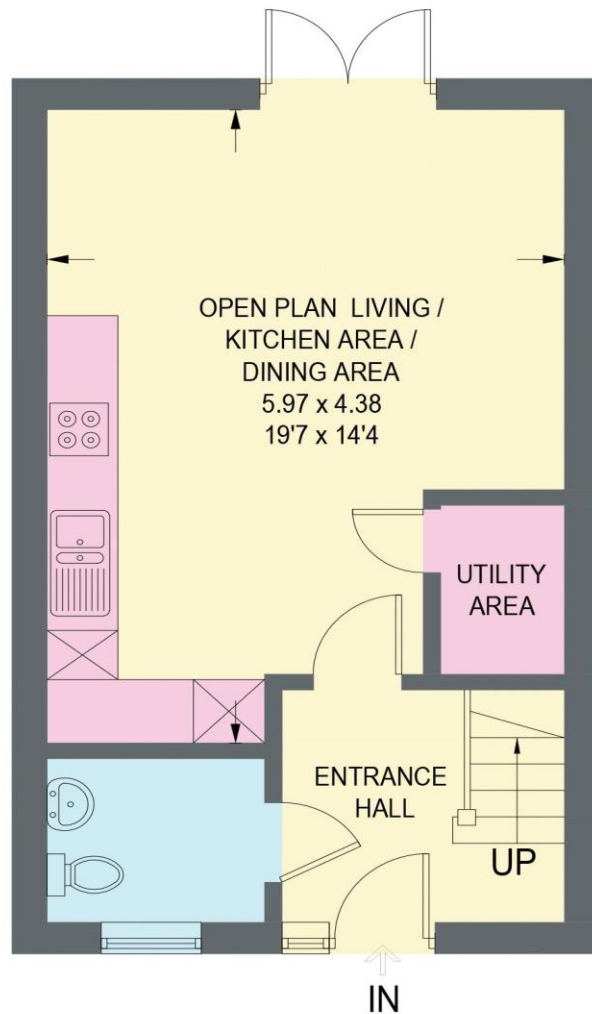 OPEN PLAN LIVING /
KITCHEN AREA /
DINING AREA
5.97 x 4.38
19'7 x 14'4
UTILITY
AREA
ENTRANCE
HALL
UP
IN